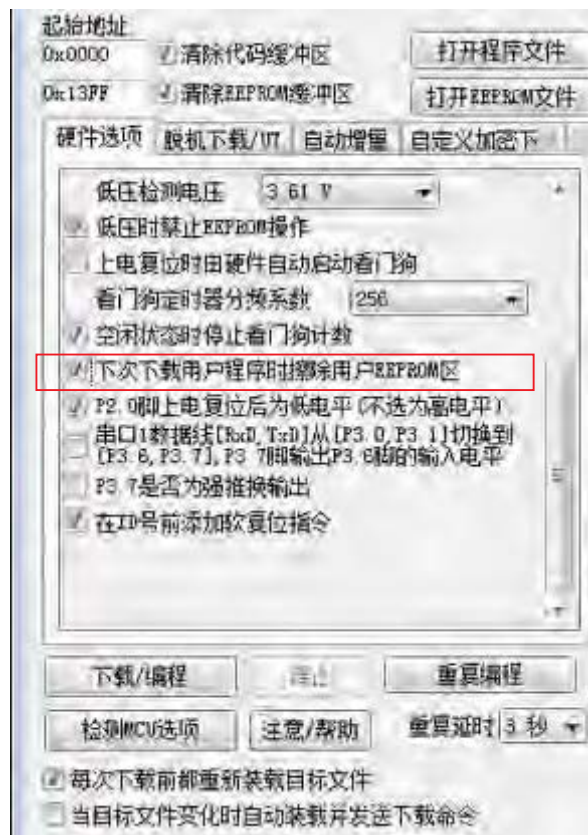 起始地址
0x0000 清除代码缓冲区 打开程序文件
0x13FF 清除EEPROM缓冲区 打开EEPROM文件
硬件选项 脱机下载/U7 自动增量 自定义加密下
低压检测电压 3.61 V
低压时禁止EEPROM操作
上电复位时由硬件自动启动看门狗
看门狗定时器分频系数 256
空闲状态时停止看门狗计数
下次下载用户程序时擦除用户EEPROM区
P2.0脚上电复位后为低电平(不选为高电平)
串口1数据线[RxD,TxD]从[P3.0,P3.1]切换到
[P3.6,P3.7],P3.7脚输出P3.6脚的输入电平
P3.7是否为强推挽输出
在ID号前添加软复位指令
下载/编程 停止 重复编程
检测MCU选项 注意/帮助 重复延时 3 秒
每次下载前都重新装载目标文件
当目标文件变化时自动装载并发送下载命令